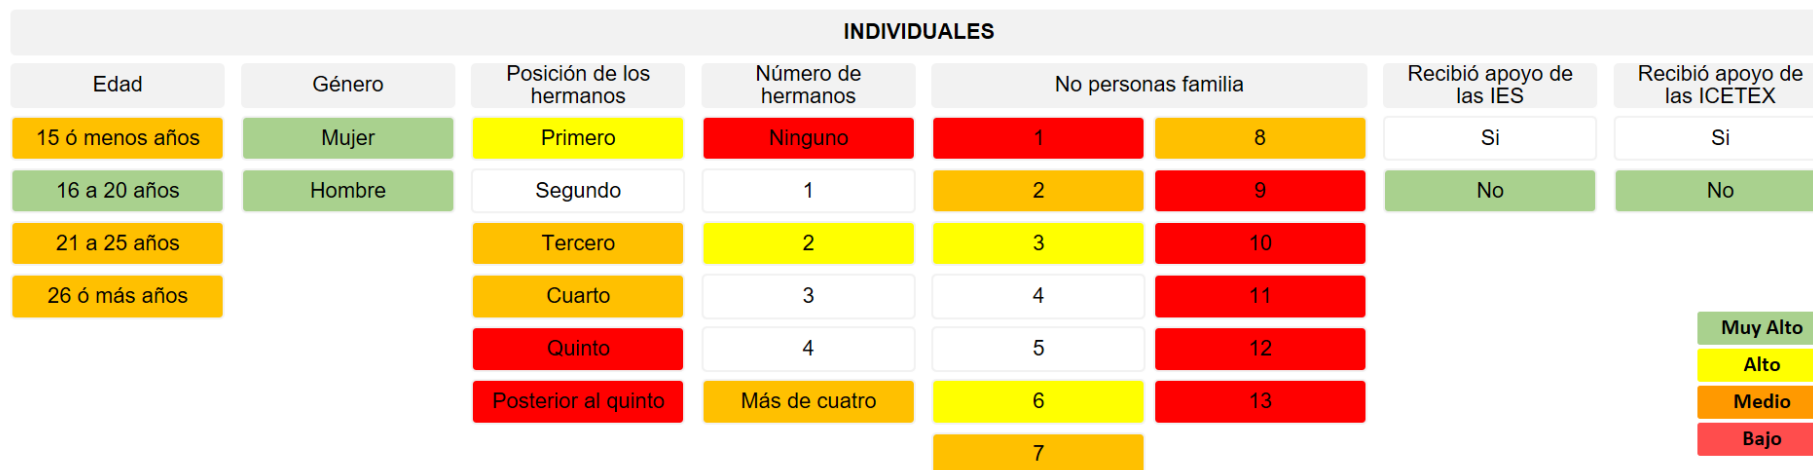 INDIVIDUALES
Edad
Género
Posición de los
hermanos
Número de
hermanos
No personas familia
Recibió apoyo de
las IES
Recibió apoyo de
las ICETEX
15 ó menos años
Mujer
Primero
Ninguno
1
8
Si
Si
16 a 20 años
Hombre
Segundo
1
2
9
No
No
21 a 25 años
Tercero
2
3
10
26 ó más años
Cuarto
3
4
11
Quinto
4
5
12
Posterior al quinto
Más de cuatro
6
13
7
Muy Alto
Alto
Medio
Bajo